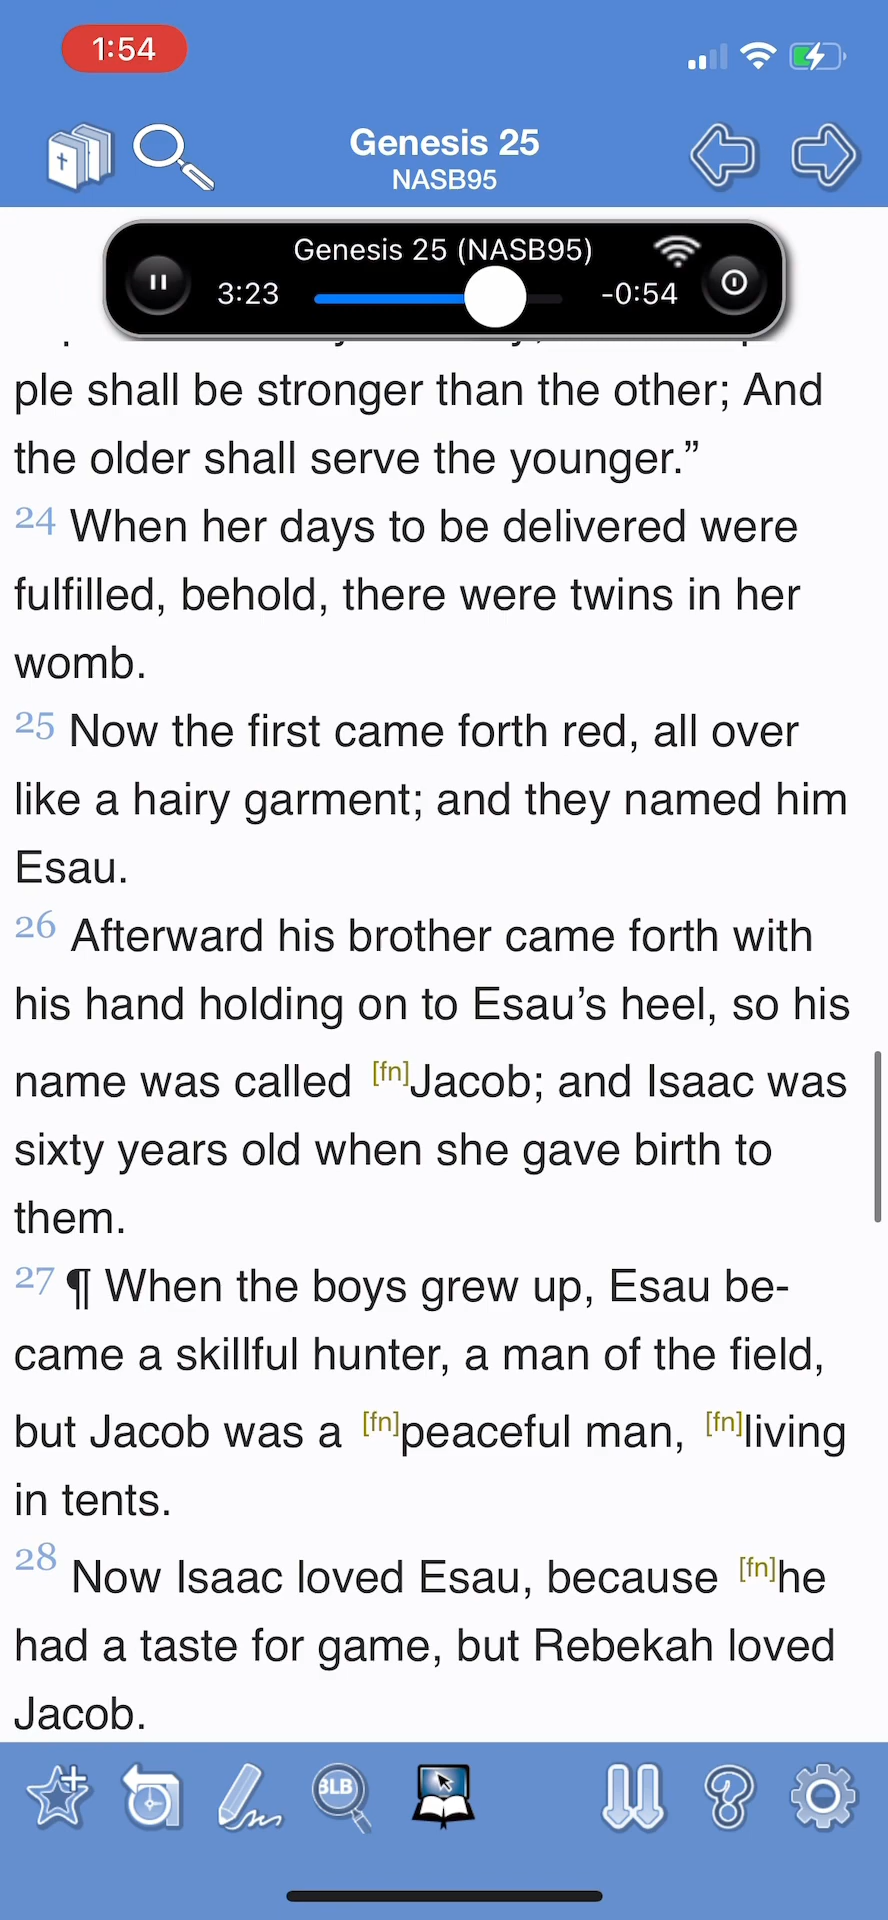 1:54
Genesis 25
NASB95
Genesis 25 (NASB95)
3:23
-0:54
ple shall be stronger than the other; And
the older shall serve the younger.”
24 When her days to be delivered were
fulfilled, behold, there were twins in her
womb.
25 Now the first came forth red, all over
like a hairy garment; and they named him
Esau.
26 Afterward his brother came forth with
his hand holding on to Esau’s heel, so his
name was called [fn]Jacob; and Isaac was
sixty years old when she gave birth to
them.
27 ¶ When the boys grew up, Esau be-
came a skillful hunter, a man of the field,
but Jacob was a [fn]peaceful man, [fn]living
in tents.
28 Now Isaac loved Esau, because [fn]he
had a taste for game, but Rebekah loved
Jacob.
BLB